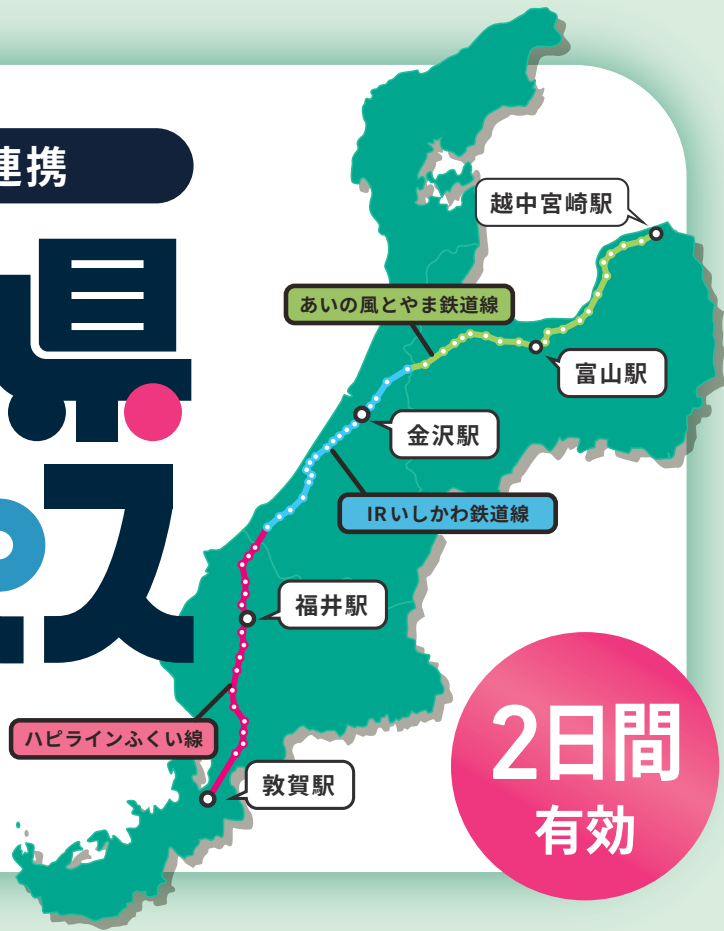 連携
越中宮崎駅
県
あいの風とやま鉄道線
富山駅
金沢駅
ス
IRいしかわ鉄道線
福井駅
2日間
有効
ハピラインふくい線
敦賀駅